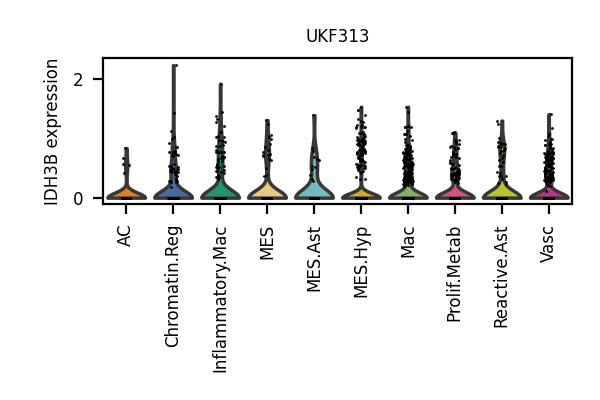 UKF313
IDH3B expression
2
0
AC
Chromatin.Reg
Inflammatory.Mac
MES
MES.Ast
MES.Hyp
Mac
Prolif.Metab
Reactive.Ast
Vasc